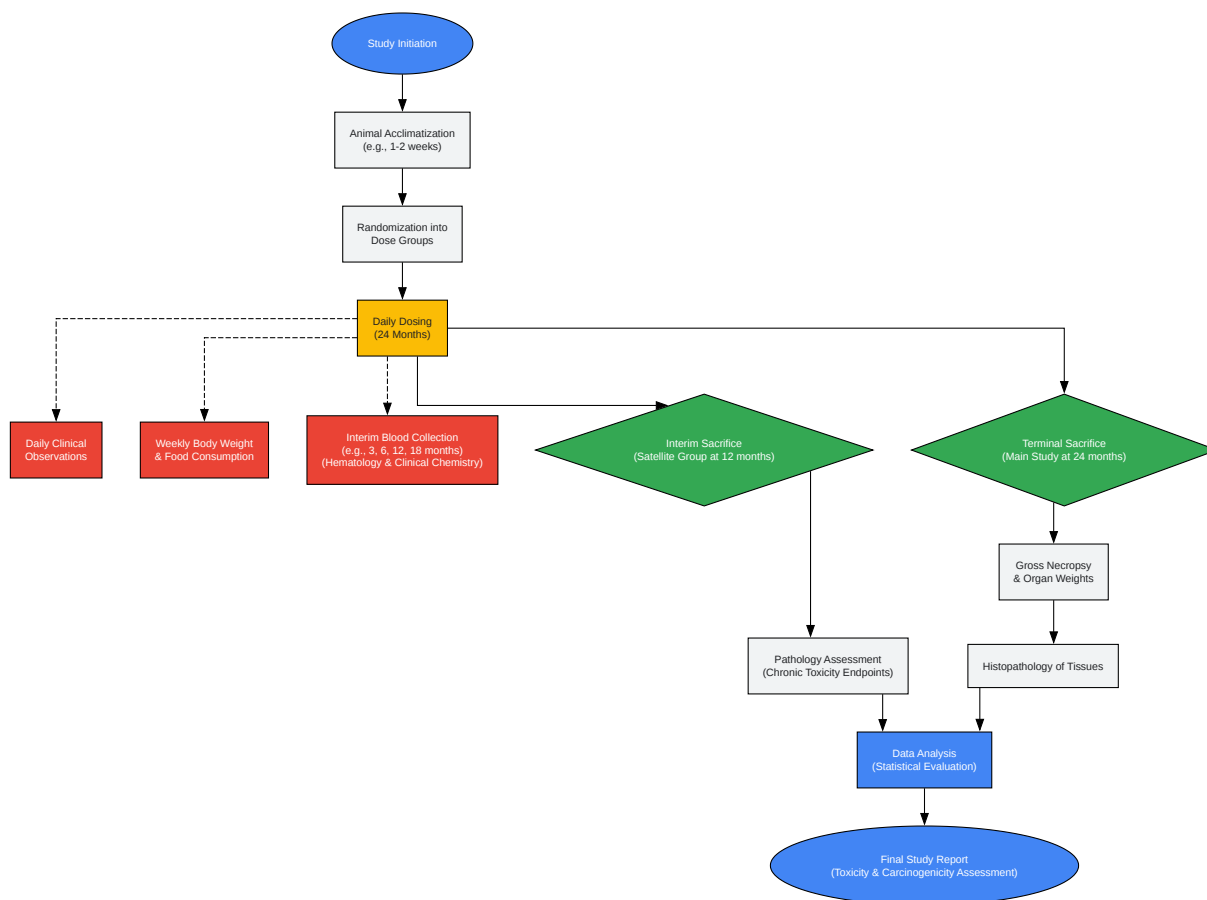 Study Initiation
Animal Acclimatization
(e.g., 1-2 weeks)
Randomization into
Dose Groups
Daily Dosing
(24 Months)
Daily Clinical
Observations
Weekly Body Weight
& Food Consumption
Interim Blood Collection
(e.g., 3, 6, 12, 18 months)
(Hematology & Clinical Chemistry)
Interim Sacrifice
(Satellite Group at 12 months)
Terminal Sacrifice
(Main Study at 24 months)
Gross Necropsy
& Organ Weights
Pathology Assessment
(Chronic Toxicity Endpoints)
Histopathology of Tissues
Data Analysis
(Statistical Evaluation)
Final Study Report
(Toxicity & Carcinogenicity Assessment)